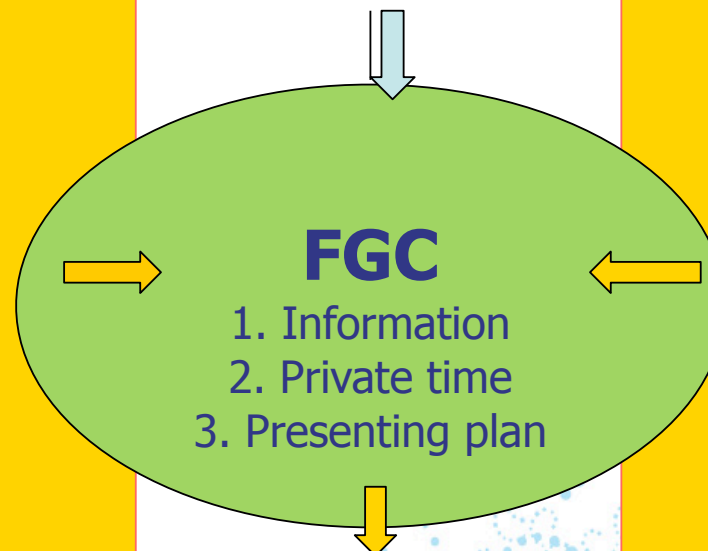 FGC
1. Information
2. Private time
3. Presenting plan